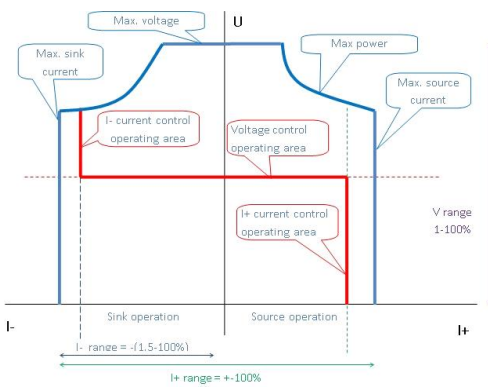 Max. voltage
U
Max. sink
current
Max power
Max. source
current
I- current control
operating area
Voltage control
operating area
I+ current control
operating area
V range
1-100%
Sink operation
Source operation
I-
I+
I- range = -(1.5-100%)
I+ range = +-100%